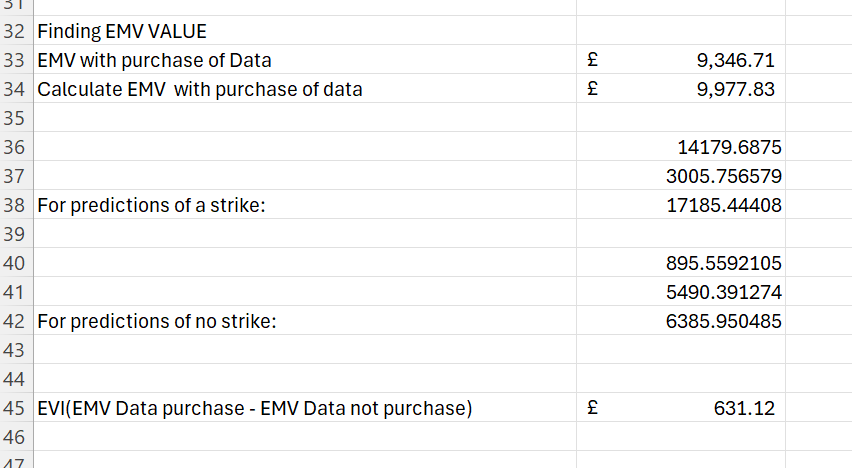 31
32 Finding EMV VALUE
33 EMV with purchase of Data £ 9,346.71
34 Calculate EMV  with purchase of data £ 9,977.83
35
36 14179.6875
37 3005.756579
38 For predictions of a strike: 17185.44408
39
40 895.5592105
41 5490.391274
42 For predictions of no strike: 6385.950485
43
44
45 EVI(EMV Data purchase - EMV Data not purchase) £ 631.12
46
47